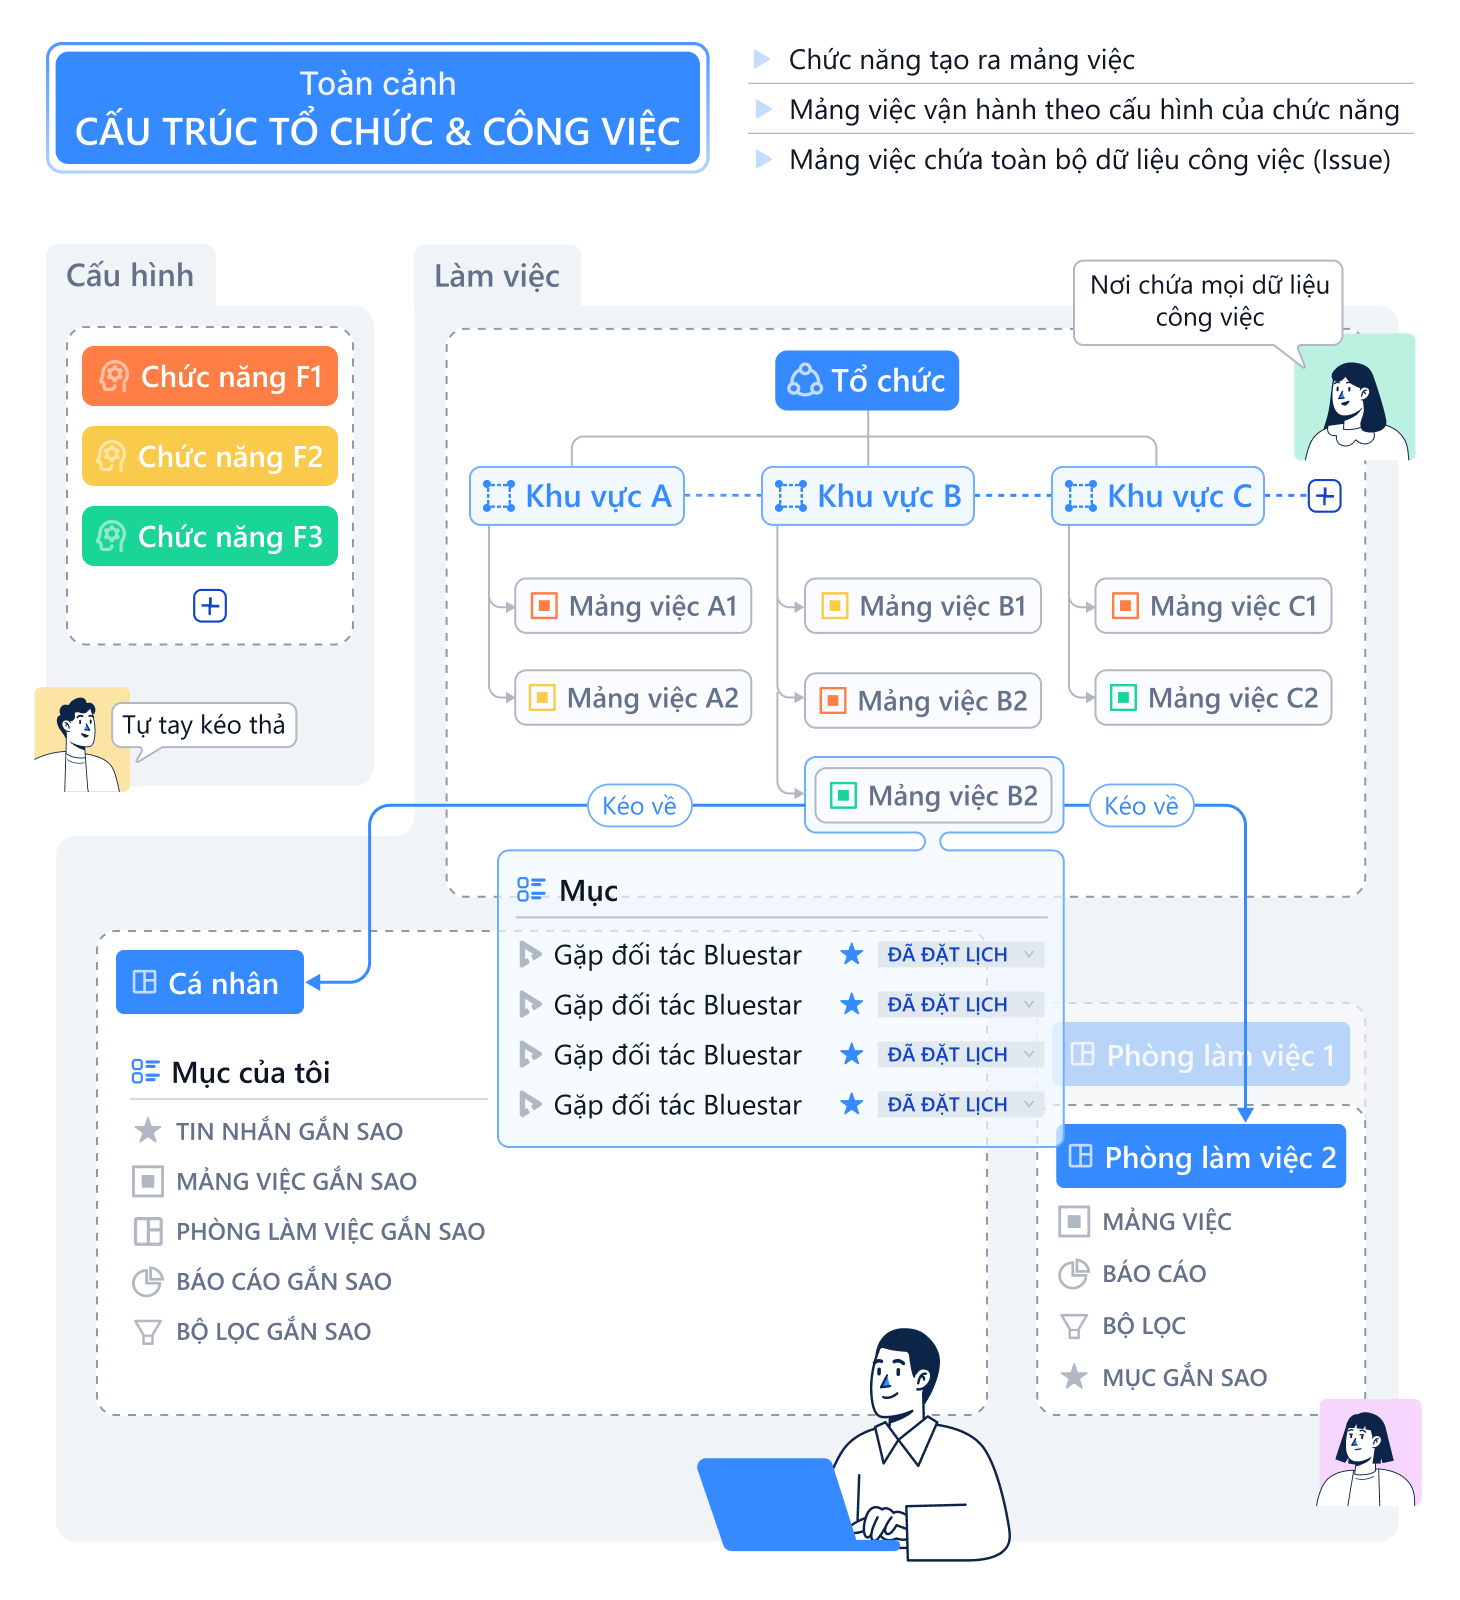 Toàn cảnh
CẤU TRÚC TỔ CHỨC & CÔNG VIỆC
Chức năng tạo ra mảng việc
Mảng việc vận hành theo cấu hình của chức năng
Mảng việc chứa toàn bộ dữ liệu công việc (Issue)
Cấu hình
Chức năng F1
Chức năng F2
Chức năng F3
Tự tay kéo thả
Làm việc
Nơi chứa mọi dữ liệu
công việc
Tổ chức
Khu vực A
Khu vực B
Khu vực C
Mảng việc A1
Mảng việc B1
Mảng việc C1
Mảng việc A2
Mảng việc B2
Mảng việc C2
Kéo về
Mảng việc B2
Kéo về
Mục
Gặp đối tác Bluestar ĐÃ ĐẶT LỊCH
Gặp đối tác Bluestar ĐÃ ĐẶT LỊCH
Gặp đối tác Bluestar ĐÃ ĐẶT LỊCH
Gặp đối tác Bluestar ĐÃ ĐẶT LỊCH
Cá nhân
Mục của tôi
TIN NHẮN GẮN SAO
MẢNG VIỆC GẮN SAO
PHÒNG LÀM VIỆC GẮN SAO
BÁO CÁO GẮN SAO
BỘ LỌC GẮN SAO
Phòng làm việc 1
Phòng làm việc 2
MẢNG VIỆC
BÁO CÁO
BỘ LỌC
MỤC GẮN SAO